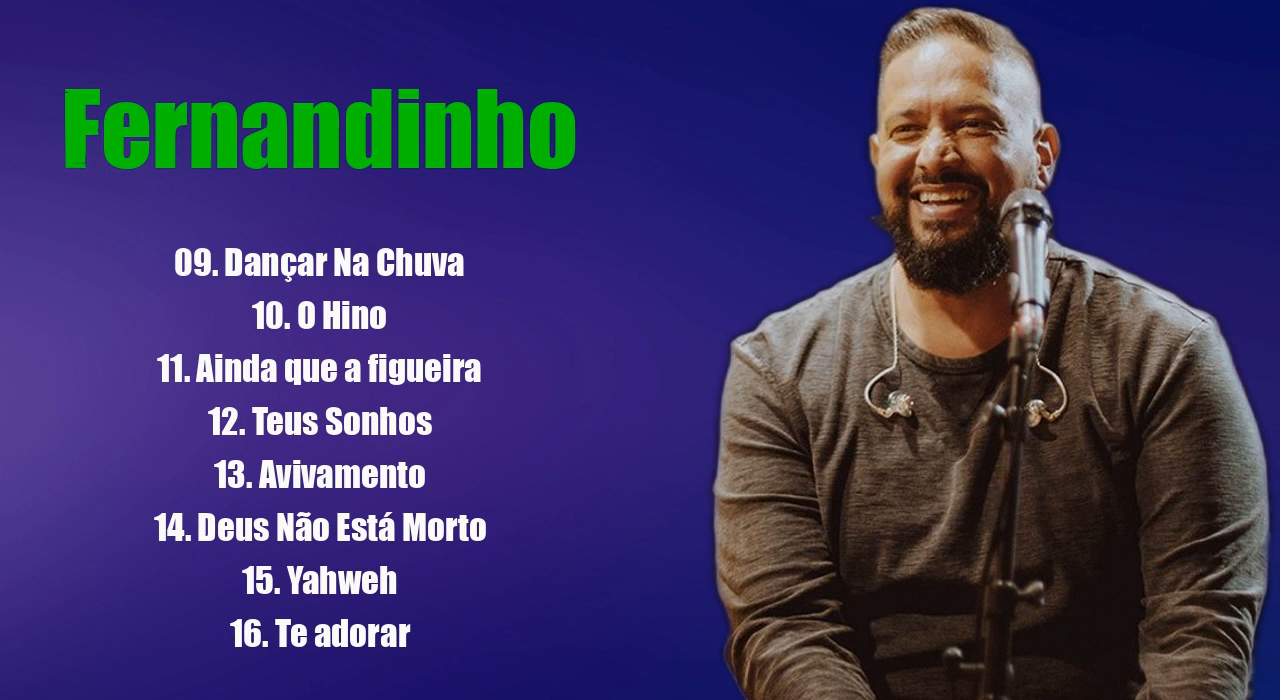 Fernandinho
09. Dançar Na Chuva
10. O Hino
11. Ainda que a figueira
12. Teus Sonhos
13. Avivamento
14. Deus Não Está Morto
15. Yahweh
16. Te adorar